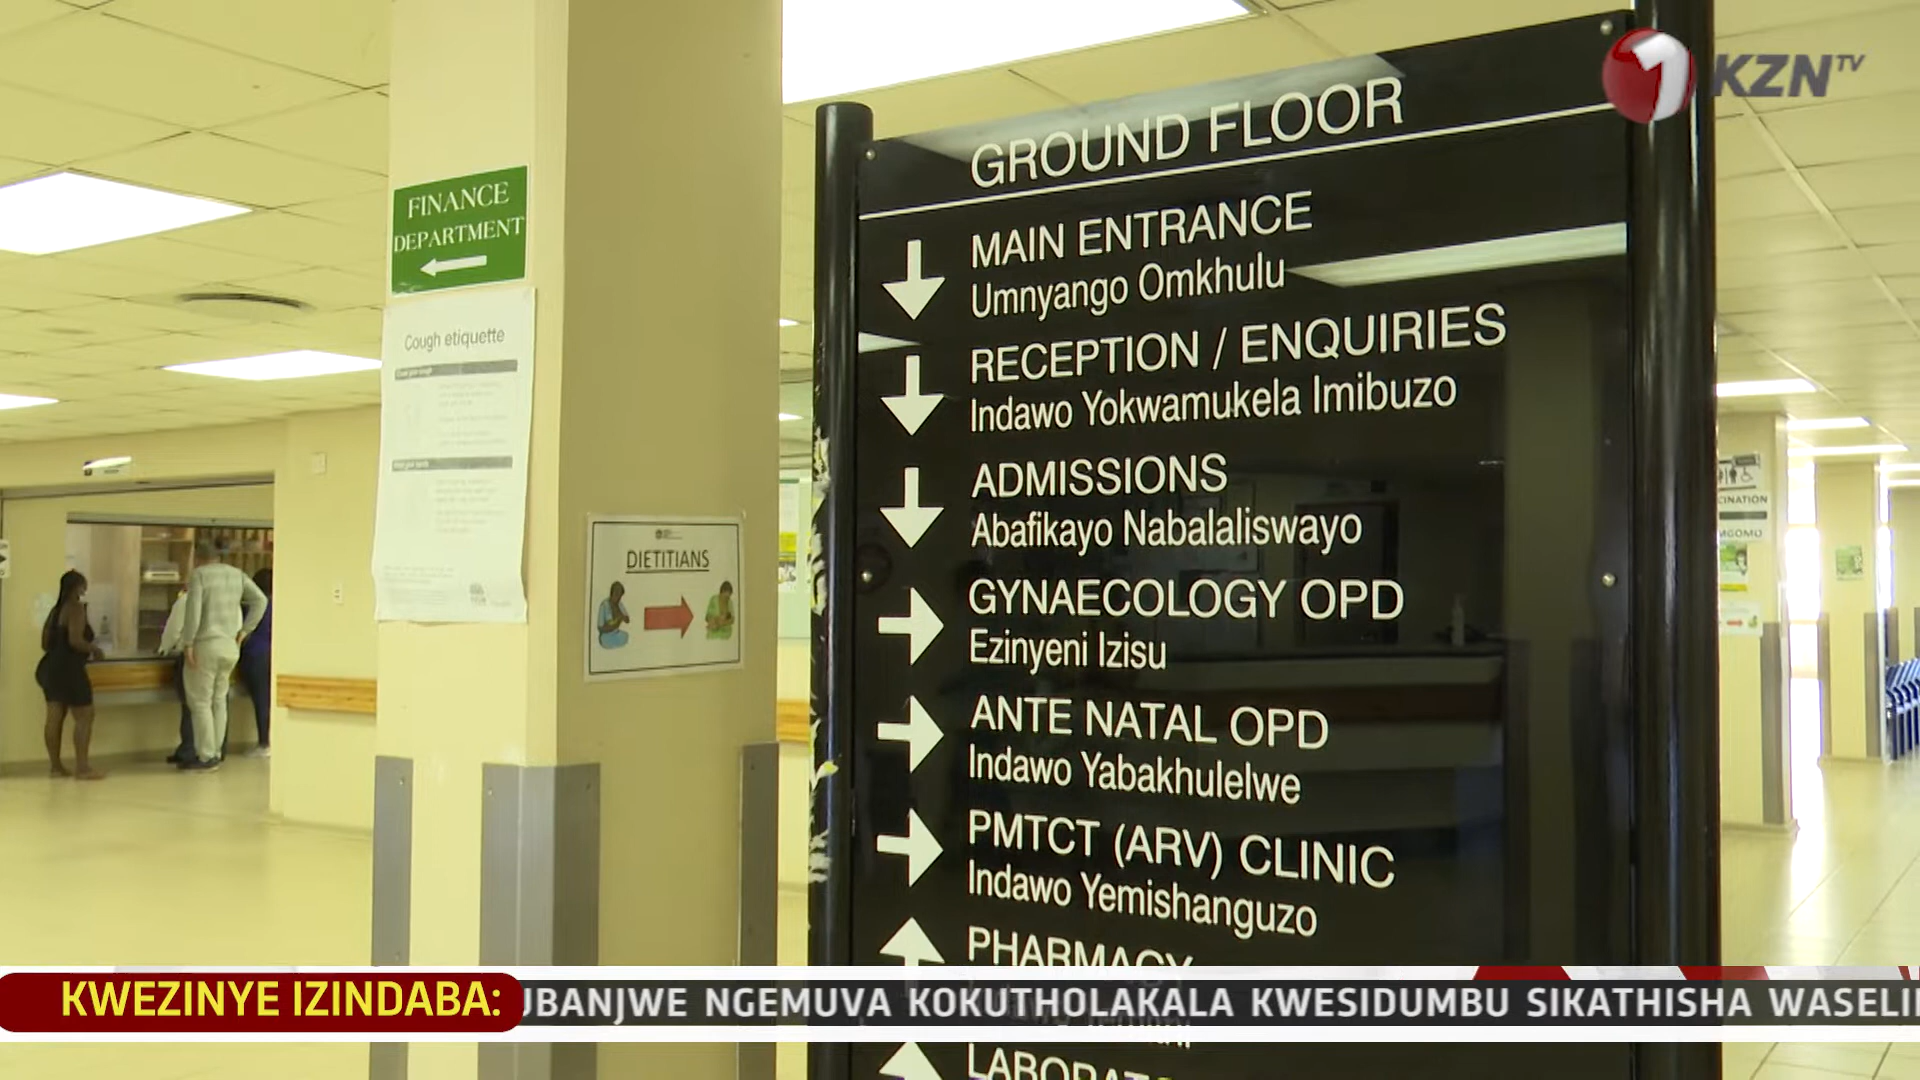 1KZN TV
GROUND FLOOR
MAIN ENTRANCE
Umnyango Omkhulu
RECEPTION / ENQUIRIES
Indawo Yokwamukela Imibuzo
ADMISSIONS
Abafikayo Nabalaliswayo
GYNAECOLOGY OPD
Ezinyeni Izisu
ANTE NATAL OPD
Indawo Yabakhulelwe
PMTCT (ARV) CLINIC
Indawo Yemishanguzo
PHARMACY
FINANCE
DEPARTMENT
Cough etiquette
DIETITIANS
KWEZINYE IZINDABA:
UBANJWE NGEMUVA KOKUTHOLAKALA KWESIDUMBU SIKATHISHA